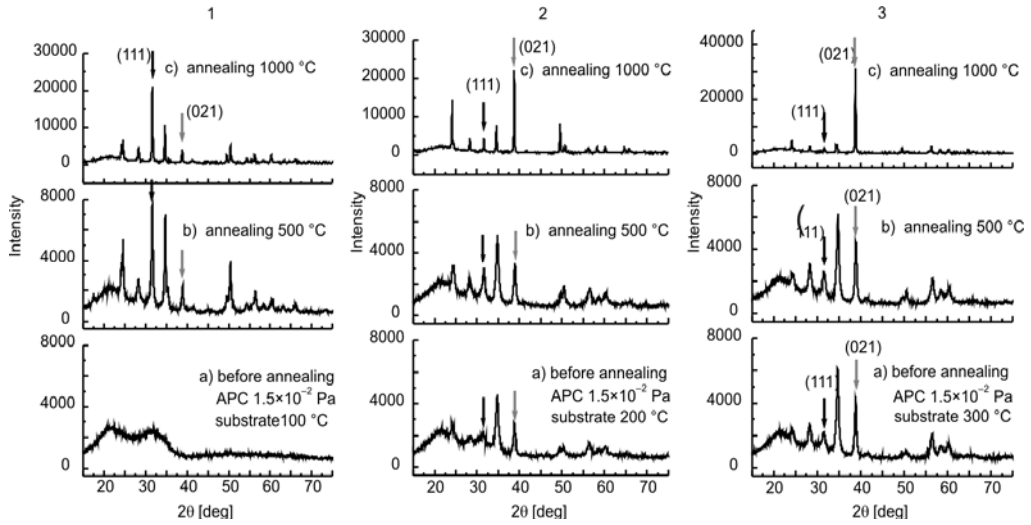 1
30000
20000
10000
0
(111)
c) annealing 1000 °C
(021)
8000
4000
0
b) annealing 500 °C
8000
4000
0
a) before annealing
APC 1.5×10⁻² Pa
substrate100 °C
Intensity
20 30 40 50 60 70
2θ [deg]
2
30000
20000
10000
0
(021)
c) annealing 1000 °C
(111)
8000
4000
0
b) annealing 500 °C
8000
4000
0
a) before annealing
APC 1.5×10⁻² Pa
substrate 200 °C
Intensity
20 30 40 50 60 70
2θ [deg]
3
40000
20000
0
(021)
c) annealing 1000 °C
(111)
8000
4000
0
(021)
b) annealing 500 °C
(11)
8000
4000
0
(021)
a) before annealing
(111)
APC 1.5×10⁻² Pa
substrate 300 °C
Intensity
20 30 40 50 60 70
2θ [deg]